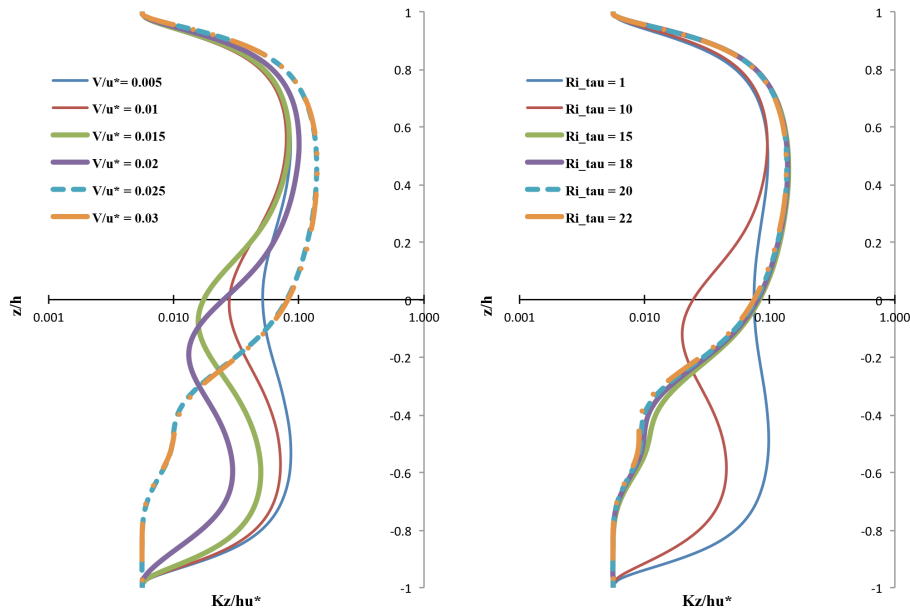 1
0.8
0.6
0.4
0.2
0
-0.2
-0.4
-0.6
-0.8
-1
0.001
0.010
0.100
1.000
z/h
Kz/hu*
V/u*= 0.005
V/u* = 0.01
V/u* = 0.015
V/u* = 0.02
V/u* = 0.025
V/u* = 0.03
1
0.8
0.6
0.4
0.2
0
-0.2
-0.4
-0.6
-0.8
-1
0.001
0.010
0.100
1.000
z/h
Kz/hu*
Ri_tau = 1
Ri_tau = 10
Ri_tau = 15
Ri_tau = 18
Ri_tau = 20
Ri_tau = 22